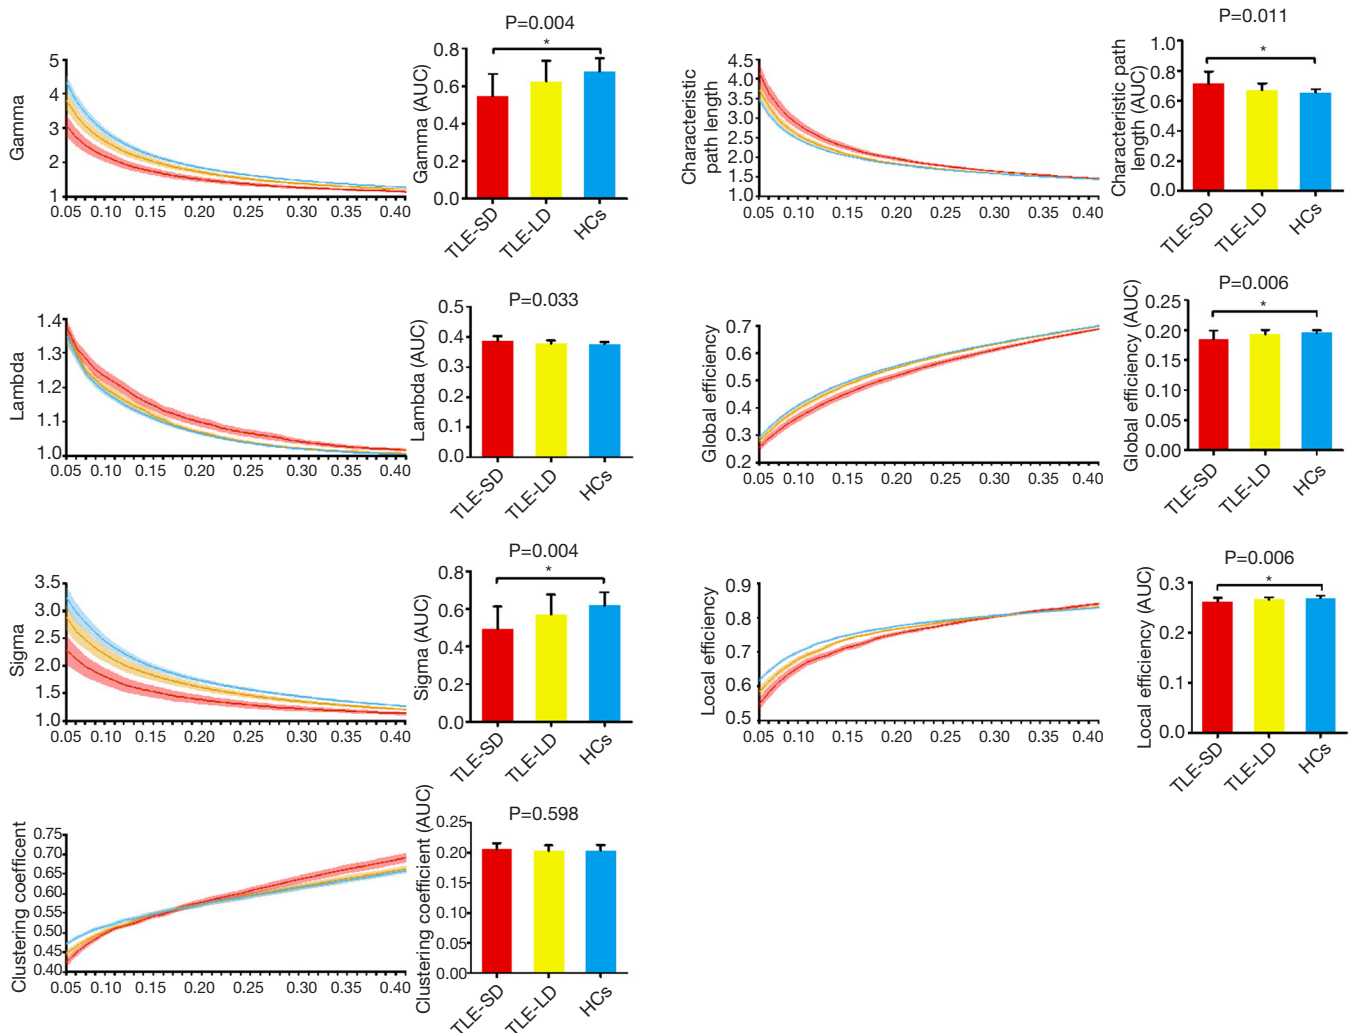 P=0.004
*
Gamma
5
4
3
2
1
0.05 0.10 0.20 0.30 0.40
Gamma (AUC)
0.8
0.6
0.4
0.2
0.0
TLE-SD TLE-LD HCs
P=0.011
*
Characteristic
path length
4.5
4.0
3.5
3.0
2.5
2.0
1.5
1.0
0.05 0.10 0.15 0.20 0.25 0.30 0.35 0.40
Characteristic path
length (AUC)
1.0
0.8
0.6
0.4
0.2
0.0
TLE-SD TLE-LD HCs
P=0.033
Lambda
1.4
1.3
1.2
1.1
1.0
0.05 0.10 0.15 0.20 0.25 0.30 0.35 0.40
Lambda (AUC)
0.5
0.4
0.3
0.2
0.1
0.0
TLE-SD TLE-LD HCs
P=0.006
*
Global efficiency
0.7
0.6
0.5
0.4
0.3
0.2
0.05 0.10 0.15 0.20 0.25 0.30 0.35 0.40
Global efficiency (AUC)
0.25
0.20
0.15
0.10
0.05
0.00
TLE-SD TLE-LD HCs
P=0.004
*
Sigma
3.5
3.0
2.5
2.0
1.5
1.0
0.05 0.10 0.15 0.20 0.25 0.30 0.35 0.40
Sigma (AUC)
0.8
0.6
0.4
0.2
0.0
TLE-SD TLE-LD HCs
P=0.006
*
Local efficiency
0.9
0.8
0.7
0.6
0.5
0.05 0.10 0.15 0.20 0.25 0.30 0.35 0.40
Local efficiency (AUC)
0.3
0.2
0.1
0.0
TLE-SD TLE-LD HCs
P=0.598
Clustering coefficent
0.75
0.70
0.65
0.60
0.55
0.50
0.45
0.40
0.05 0.10 0.15 0.20 0.25 0.30 0.35 0.40
Clustering coefficient (AUC)
0.25
0.20
0.15
0.10
0.05
0.00
TLE-SD TLE-LD HCs